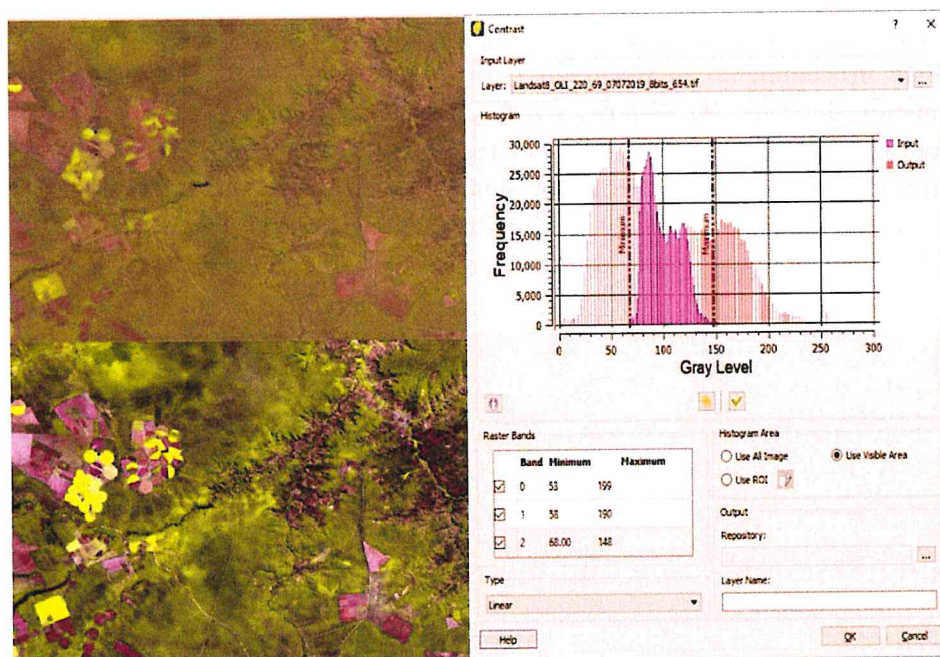 Contrast
? X
Input Layer
Layer: Landsat8_OLI_220_69_07072019_8bits_654.tif ...
Histogram
Input
Output
30,000
25,000
20,000
15,000
10,000
5,000
0
Frequency
Minimum
Maximum
0 50 100 150 200 250 300
Gray Level
Raster Bands
Band Minimum Maximum
0 53 199
1 58 190
2 68.00 148
Histogram Area
Use All Image
Use Visible Area
Use ROI
Output
Repository:
...
Type
Linear
Layer Name:
Help
OK
Cancel